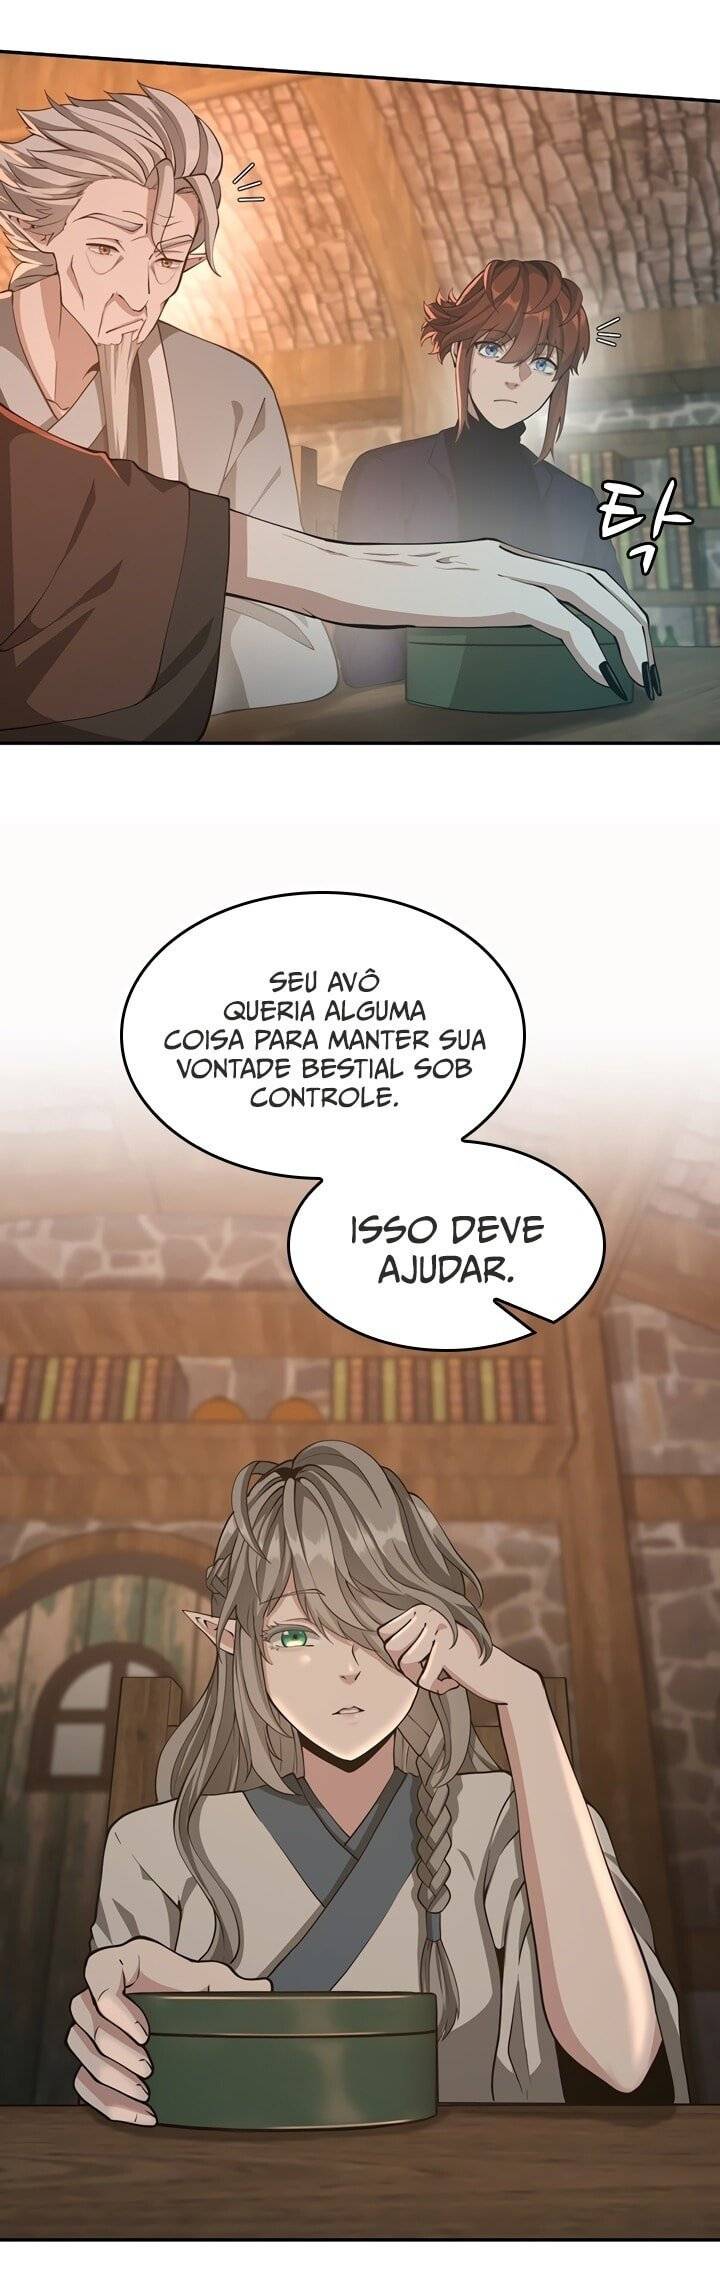 탁
SEU AVÔ
QUERIA ALGUMA
COISA PARA MANTER SUA
VONTADE BESTIAL SOB
CONTROLE.
ISSO DEVE
AJUDAR.